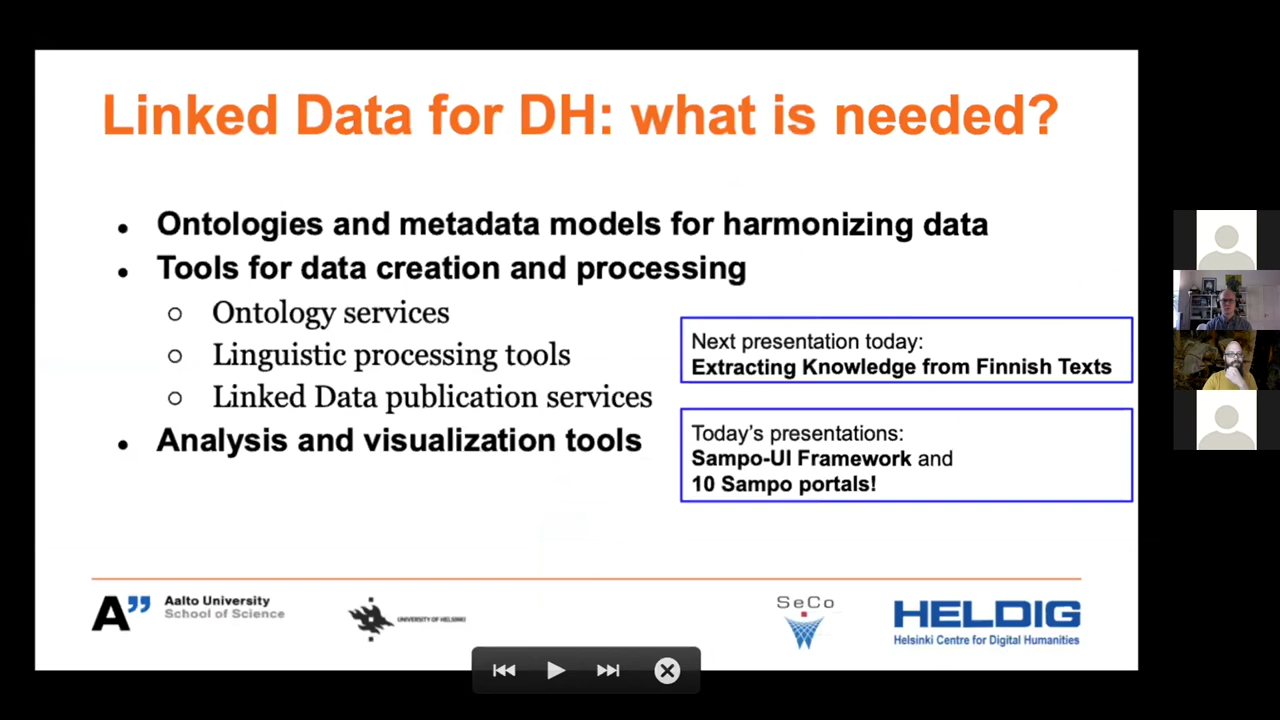 Linked Data for DH: what is needed?
Ontologies and metadata models for harmonizing data
Tools for data creation and processing
Ontology services
Linguistic processing tools
Linked Data publication services
Analysis and visualization tools
Next presentation today:
Extracting Knowledge from Finnish Texts
Today's presentations:
Sampo-UI Framework and
10 Sampo portals!
A”
Aalto University
School of Science
UNIVERSITY OF HELSINKI
SeCo
HELDIG
Helsinki Centre for Digital Humanities